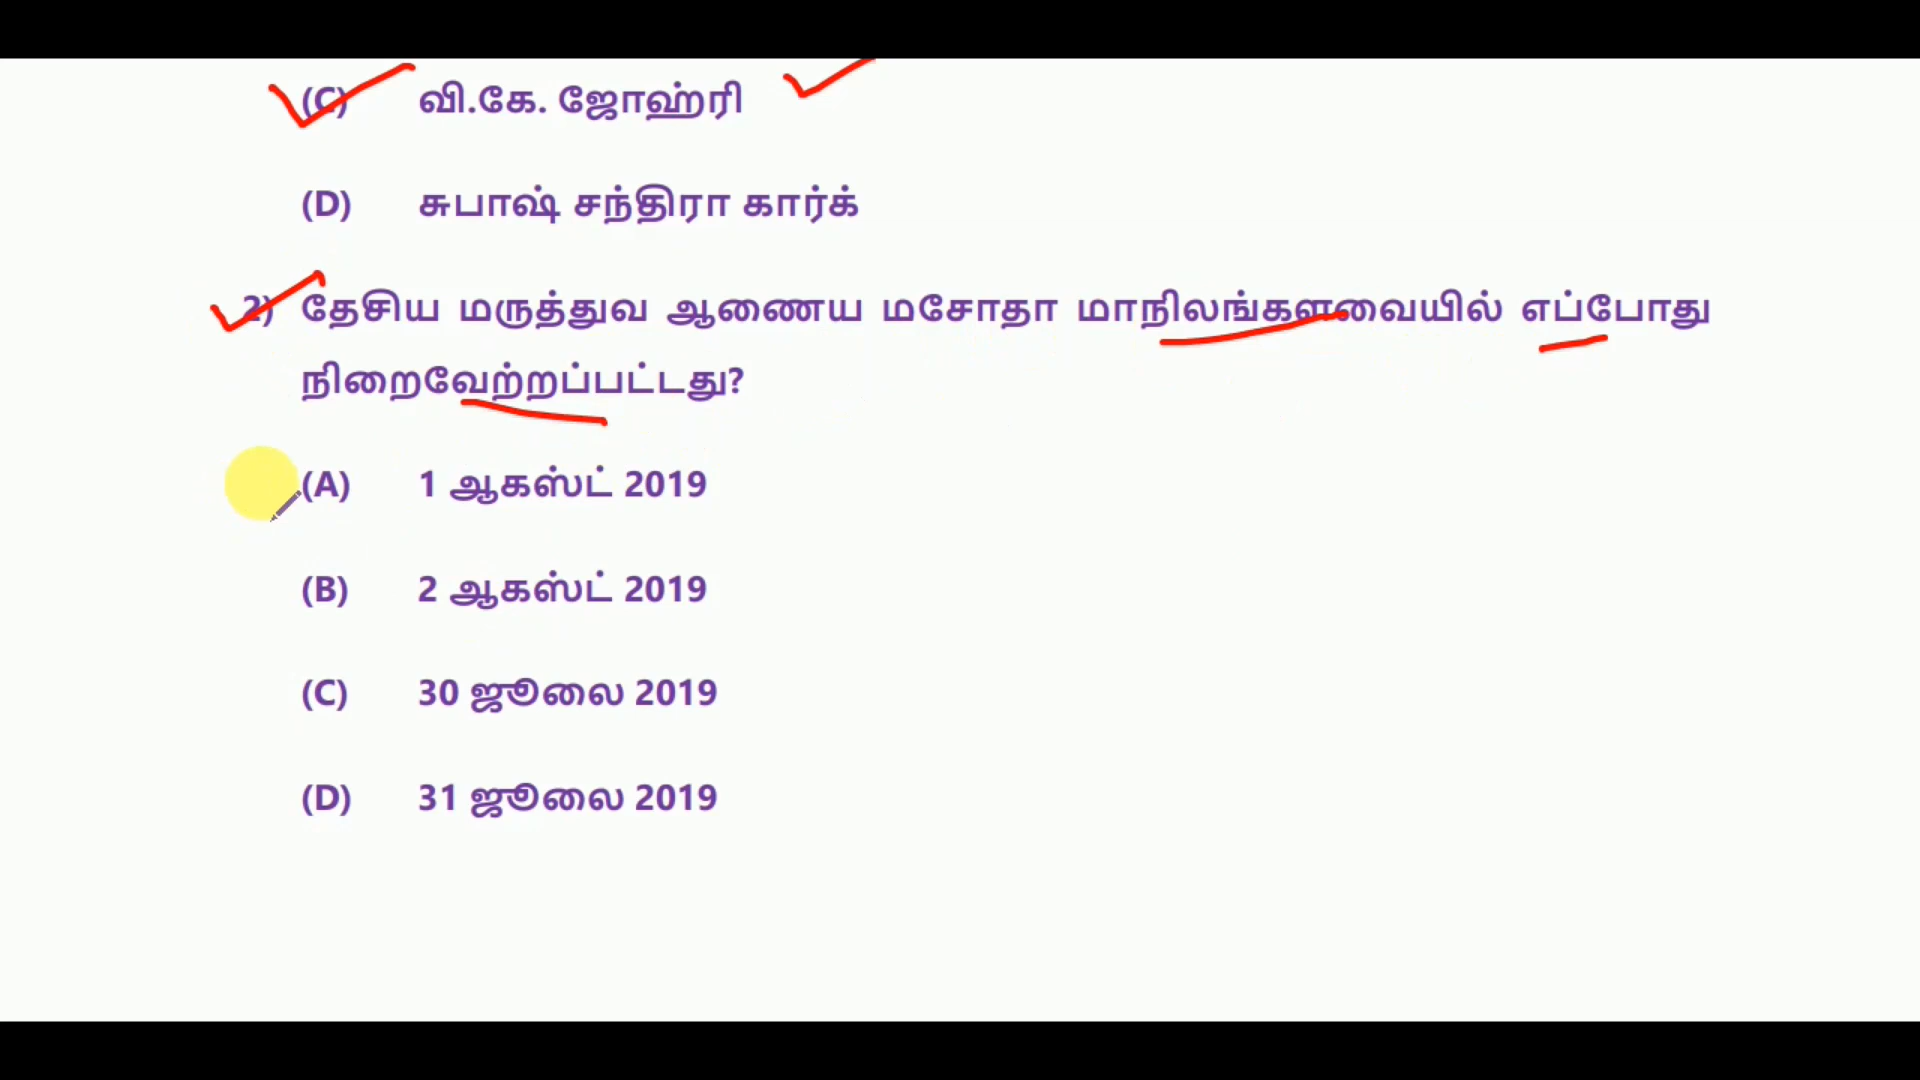 (C) வி.கே. ஜோஹ்ரி
(D) சுபாஷ் சந்திரா கார்க்
2) தேசிய மருத்துவ ஆணைய மசோதா மாநிலங்களவையில் எப்போது
நிறைவேற்றப்பட்டது?
(A) 1 ஆகஸ்ட் 2019
(B) 2 ஆகஸ்ட் 2019
(C) 30 ஜூலை 2019
(D) 31 ஜூலை 2019